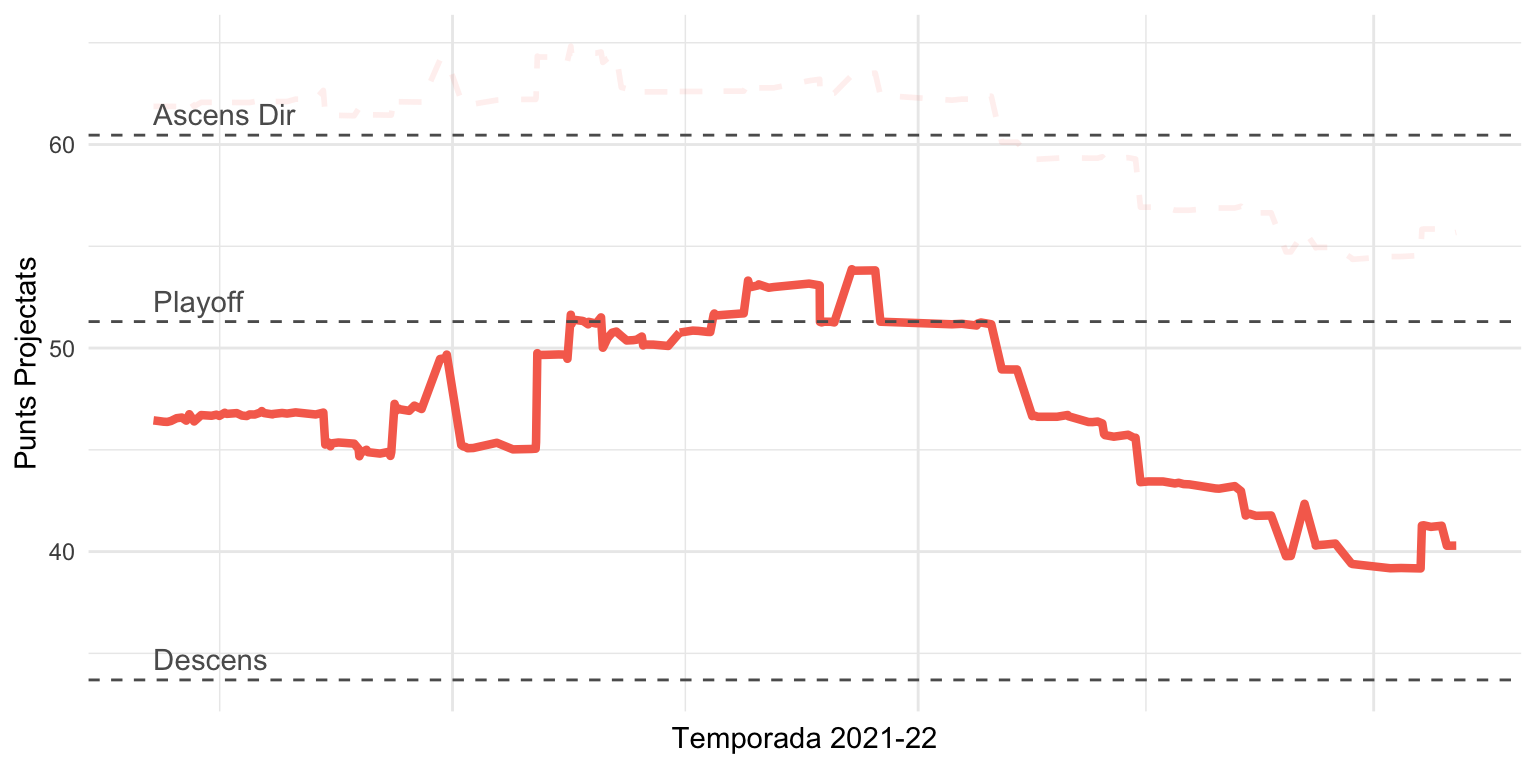 Ascens Dir
60
Playoff
50
40
Descens
Punts Projectats
Temporada 2021-22